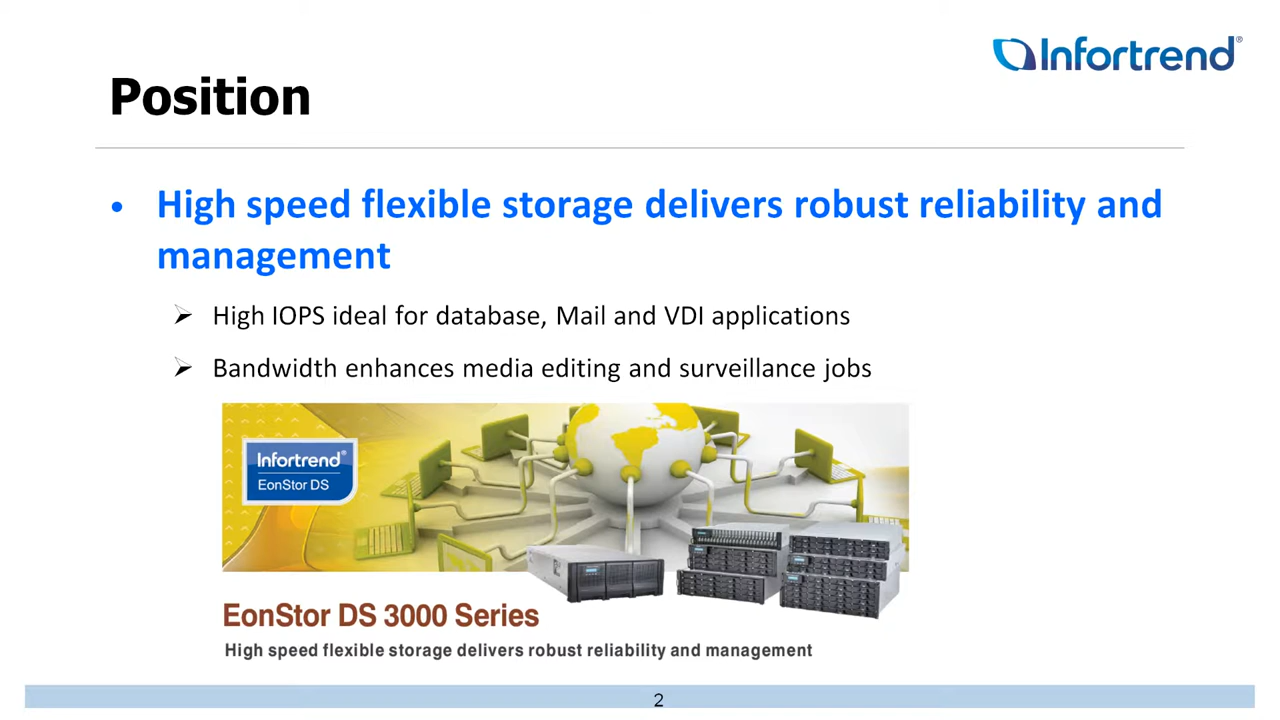 Infortrend®
Position
• High speed flexible storage delivers robust reliability and
management
➢ High IOPS ideal for database, Mail and VDI applications
➢ Bandwidth enhances media editing and surveillance jobs
Infortrend®
EonStor DS
EonStor DS 3000 Series
High speed flexible storage delivers robust reliability and management
2